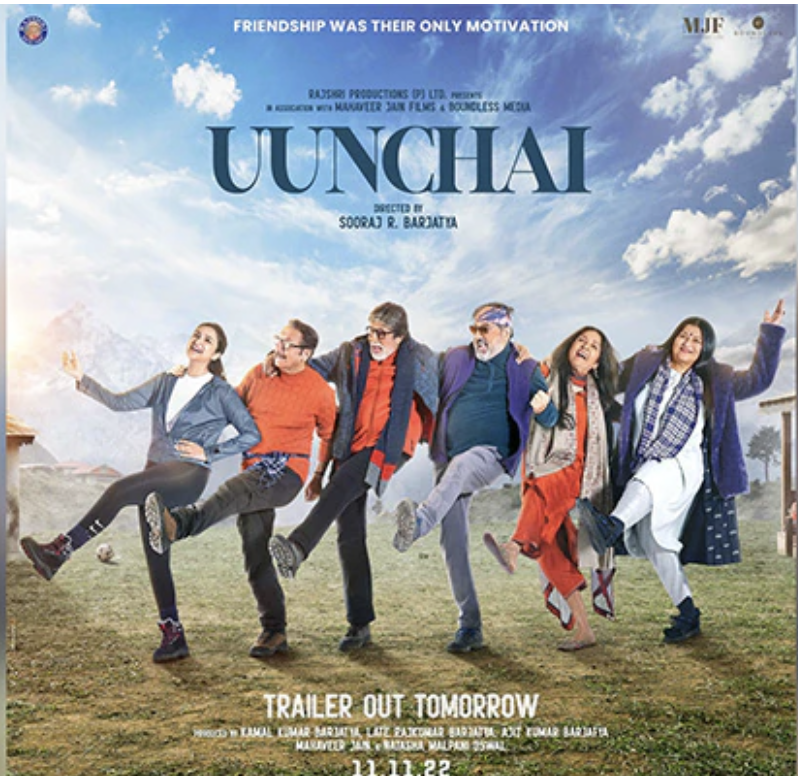 FRIENDSHIP WAS THEIR ONLY MOTIVATION
MJF
RAJSHRI PRODUCTIONS (P) LTD. PRESENTS
IN ASSOCIATION WITH MAHAVEER JAIN FILMS & BOUNDLESS MEDIA
UUNCHAI
DIRECTED BY
SOORAJ R. BARJATYA
TRAILER OUT TOMORROW
PRODUCED BY KAMAL KUMAR BARJATYA, LATE RAJKUMAR BARJATYA, AJIT KUMAR BARJATYA
MAHAVEER JAIN & NATASHA MALPANI OSWAL
11.11.22